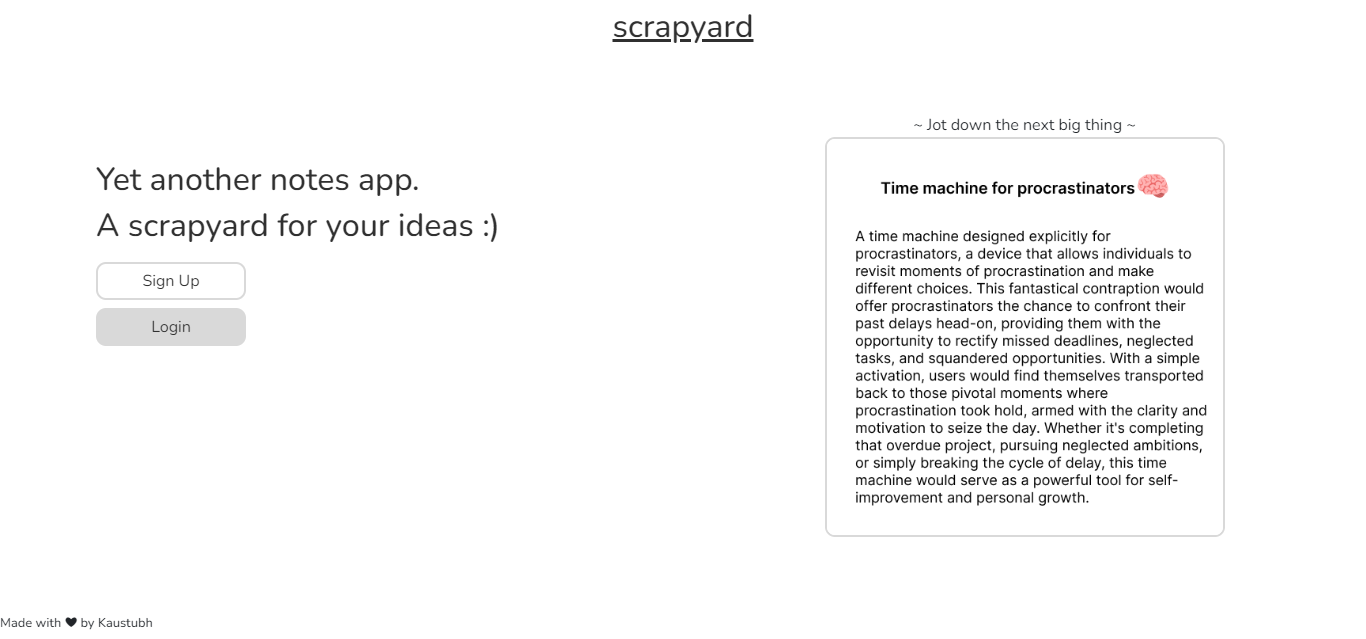 scrapyard
Yet another notes app.
A scrapyard for your ideas :)
Sign Up
Login
~ Jot down the next big thing ~
Time machine for procrastinators🧠
A time machine designed explicitly for
procrastinators, a device that allows individuals to
revisit moments of procrastination and make
different choices. This fantastical contraption would
offer procrastinators the chance to confront their
past delays head-on, providing them with the
opportunity to rectify missed deadlines, neglected
tasks, and squandered opportunities. With a simple
activation, users would find themselves transported
back to those pivotal moments where
procrastination took hold, armed with the clarity and
motivation to seize the day. Whether it's completing
that overdue project, pursuing neglected ambitions,
or simply breaking the cycle of delay, this time
machine would serve as a powerful tool for self-
improvement and personal growth.
Made with ♥ by Kaustubh